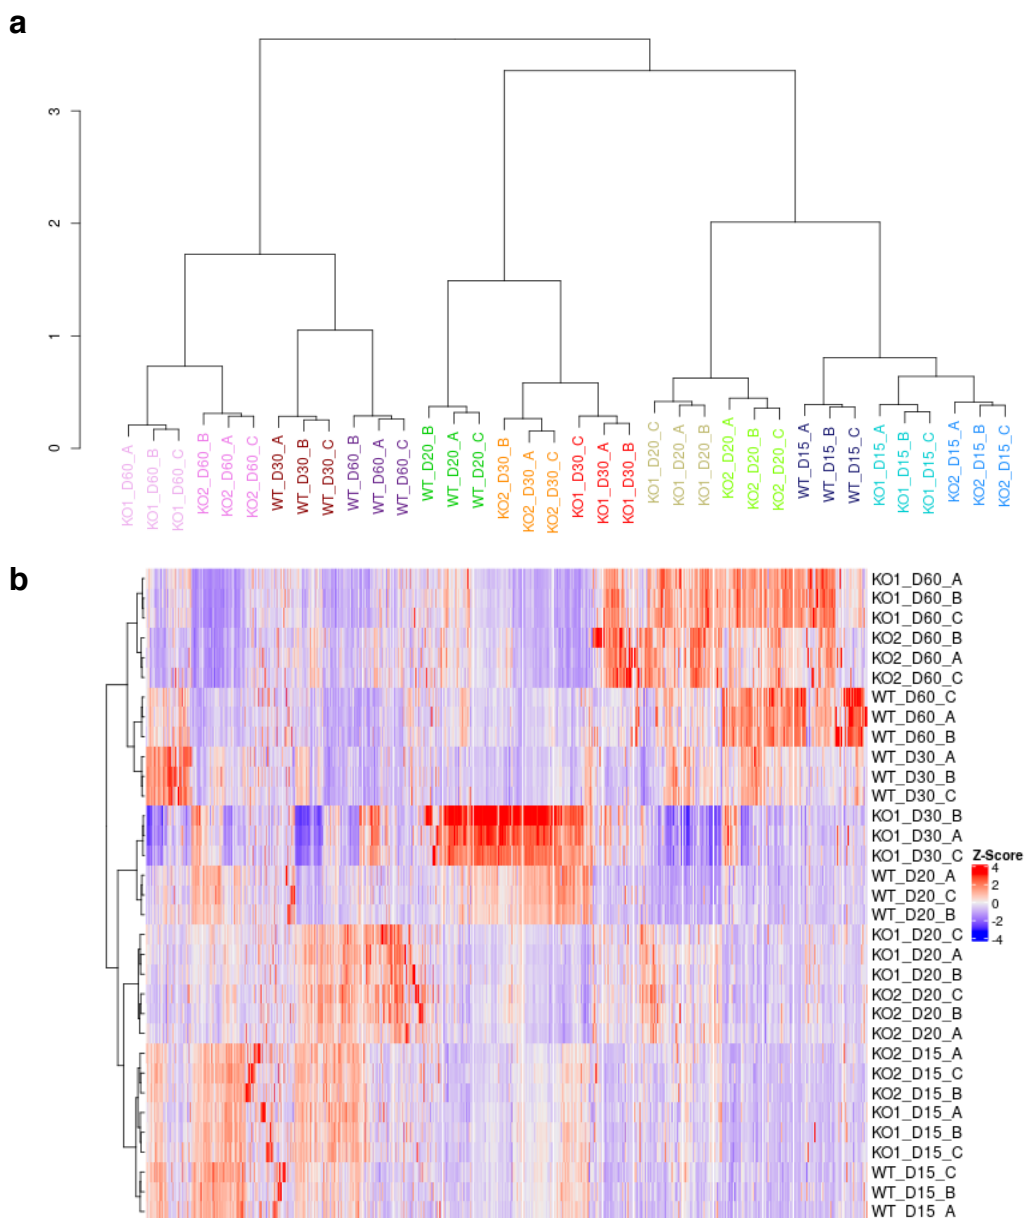 a
3
2
1
0
KO1_D60_A
KO1_D60_B
KO1_D60_C
KO2_D60_B
KO2_D60_A
KO2_D60_C
WT_D30_A
WT_D30_B
WT_D30_C
WT_D60_B
WT_D60_A
WT_D60_C
WT_D20_B
WT_D20_A
WT_D20_C
KO2_D30_B
KO2_D30_A
KO2_D30_C
KO1_D30_C
KO1_D30_A
KO1_D30_B
KO1_D20_C
KO1_D20_A
KO1_D20_B
KO2_D20_A
KO2_D20_B
KO2_D20_C
WT_D15_A
WT_D15_B
WT_D15_C
KO1_D15_A
KO1_D15_B
KO1_D15_C
KO2_D15_A
KO2_D15_B
KO2_D15_C
b
KO1_D60_A
KO1_D60_B
KO1_D60_C
KO2_D60_B
KO2_D60_A
KO2_D60_C
WT_D60_C
WT_D60_A
WT_D60_B
WT_D30_A
WT_D30_B
WT_D30_C
KO1_D30_B
KO1_D30_A
KO1_D30_C
WT_D20_A
WT_D20_C
WT_D20_B
KO1_D20_C
KO1_D20_A
KO1_D20_B
KO2_D20_C
KO2_D20_B
KO2_D20_A
KO2_D15_A
KO2_D15_C
KO2_D15_B
KO1_D15_A
KO1_D15_B
KO1_D15_C
WT_D15_C
WT_D15_B
WT_D15_A
Z-Score
4
2
0
-2
-4